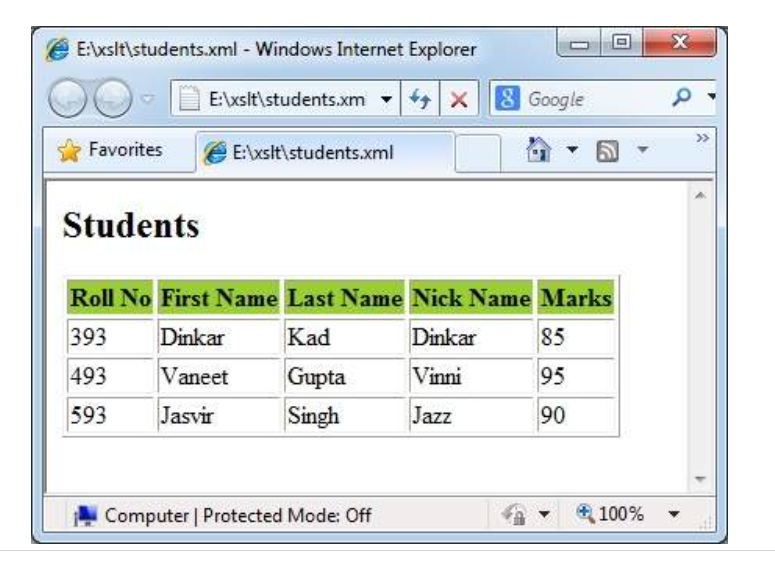 E:\xslt\students.xml - Windows Internet Explorer
E:\xslt\students.xm Google
Favorites E:\xslt\students.xml
Students
Roll No First Name Last Name Nick Name Marks
393 Dinkar Kad Dinkar 85
493 Vaneet Gupta Vinni 95
593 Jasvir Singh Jazz 90
Computer | Protected Mode: Off 100%